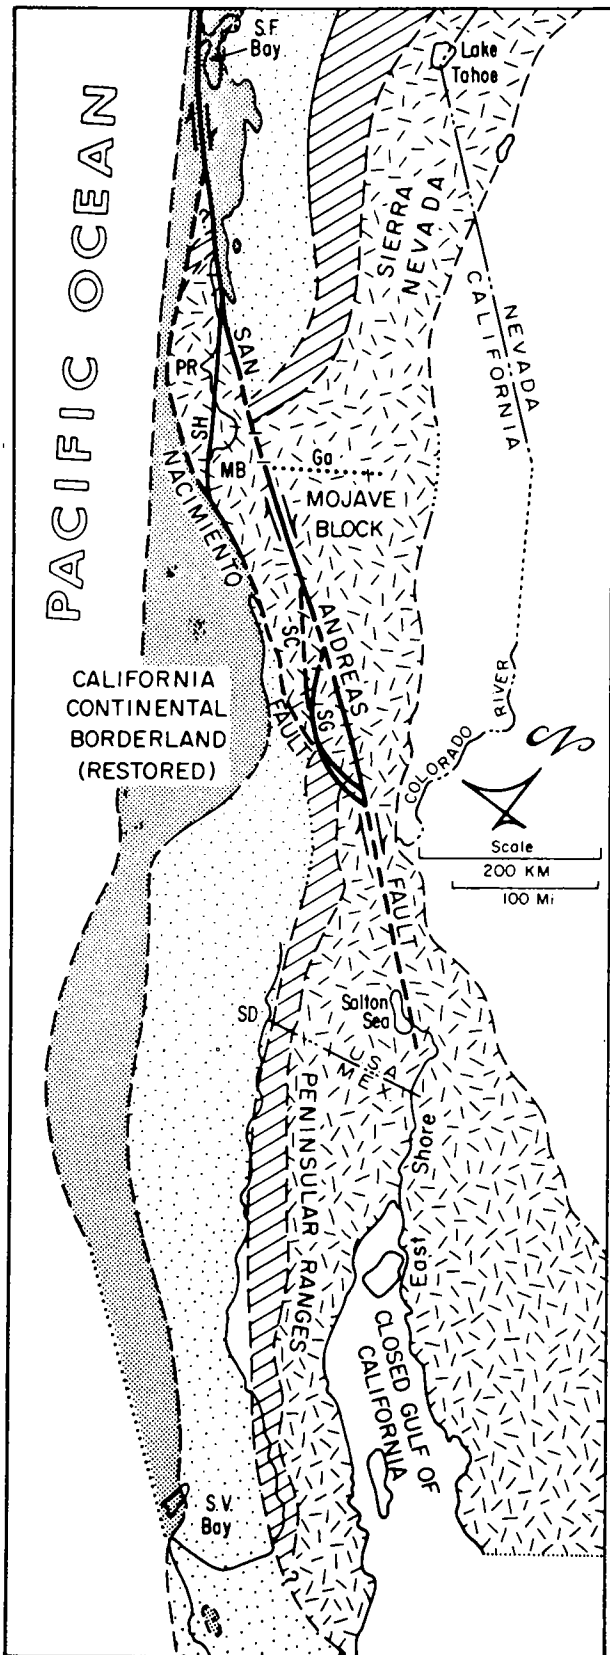 S.F.
Bay
Lake
Tahoe
PACIFIC OCEAN
SIERRA
NEVADA
NEVADA
CALIFORNIA
SAN
PR
SH
MB
Ga
MOJAVE
BLOCK
NACIMIENTO
ANDREAS
SC
SG
FAULT
CALIFORNIA
CONTINENTAL
BORDERLAND
(RESTORED)
COLORADO
RIVER
N
Scale
200 KM
100 Mi
FAULT
Salton
Sea
SD
USA
MEX
PENINSULAR RANGES
East Shore
CLOSED GULF OF
CALIFORNIA
S.V.
Bay
?